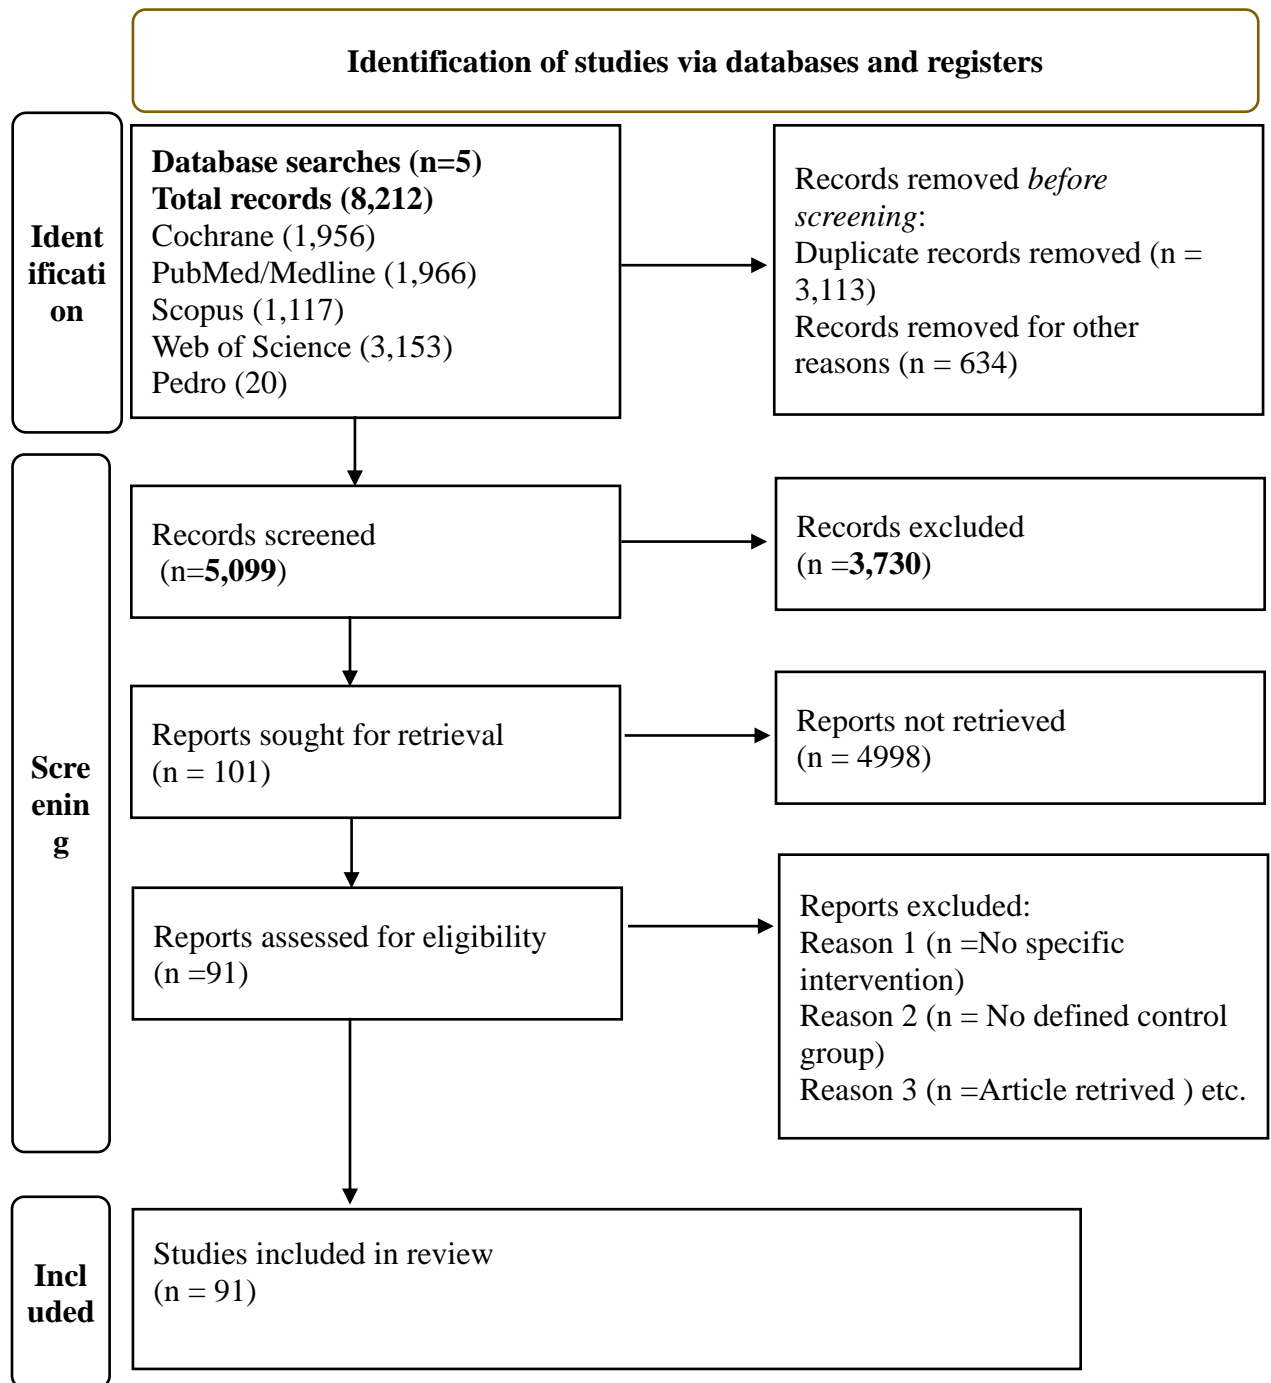 Identification of studies via databases and registers
Ident
ificati
on
Database searches (n=5)
Total records (8,212)
Cochrane (1,956)
PubMed/Medline (1,966)
Scopus (1,117)
Web of Science (3,153)
Pedro (20)
Records removed before
screening:
Duplicate records removed (n =
3,113)
Records removed for other
reasons (n = 634)
Scre
enin
g
Records screened
(n=5,099)
Records excluded
(n =3,730)
Reports sought for retrieval
(n = 101)
Reports not retrieved
(n = 4998)
Reports assessed for eligibility
(n =91)
Reports excluded:
Reason 1 (n =No specific
intervention)
Reason 2 (n = No defined control
group)
Reason 3 (n =Article retrived ) etc.
Incl
uded
Studies included in review
(n = 91)